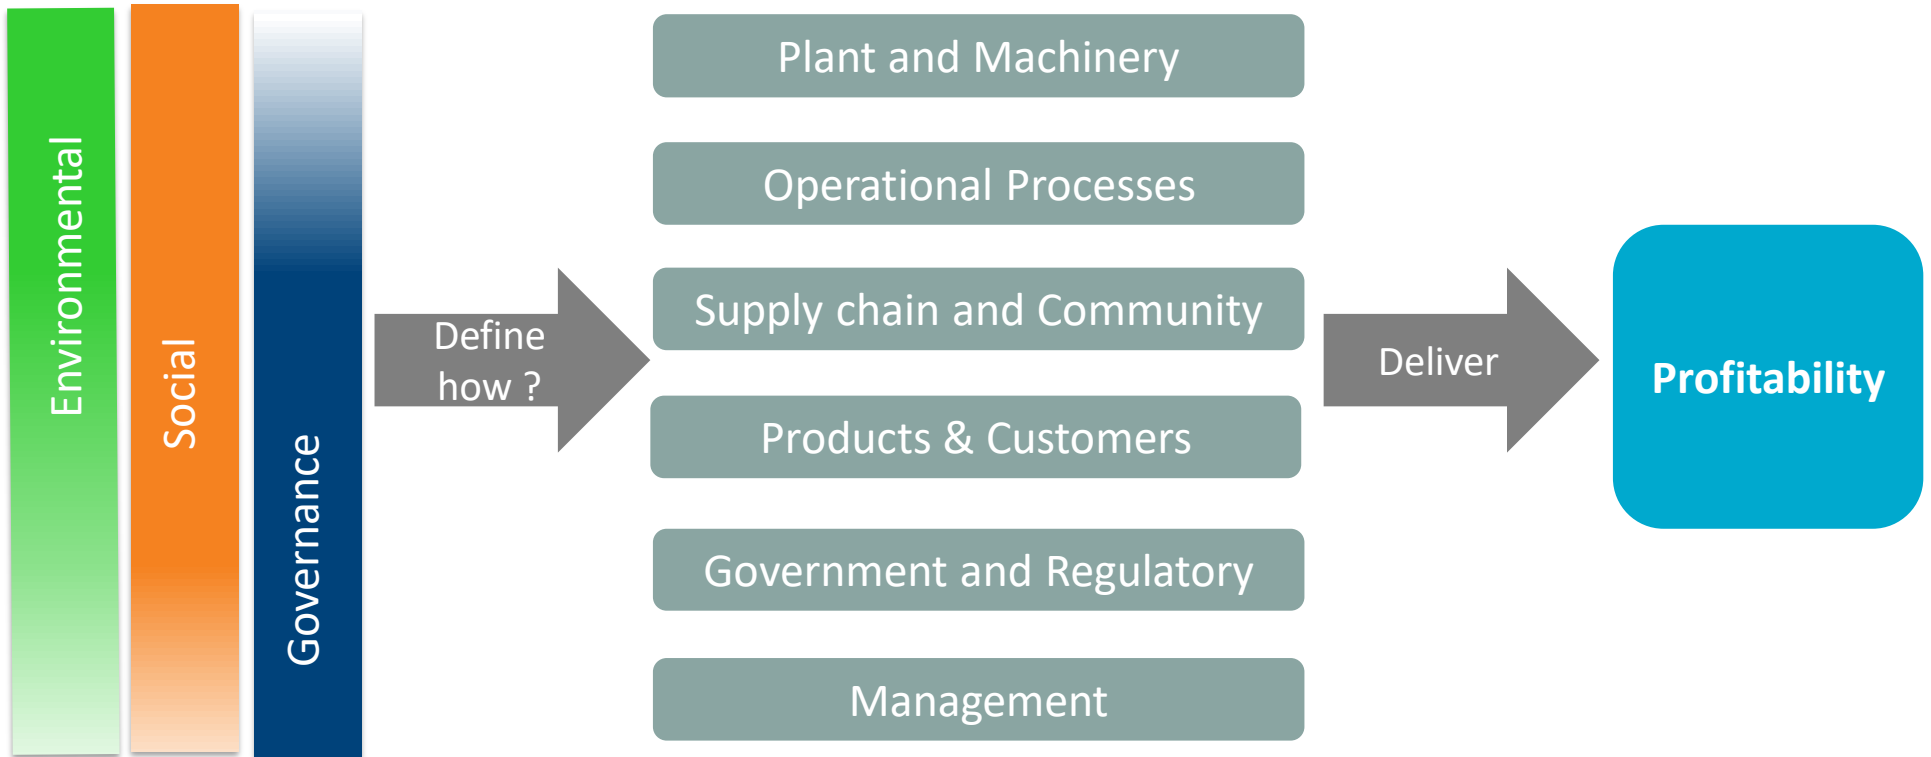 Environmental
Social
Governance
Define
how ?
Plant and Machinery
Operational Processes
Supply chain and Community
Products & Customers
Government and Regulatory
Management
Deliver
Profitability